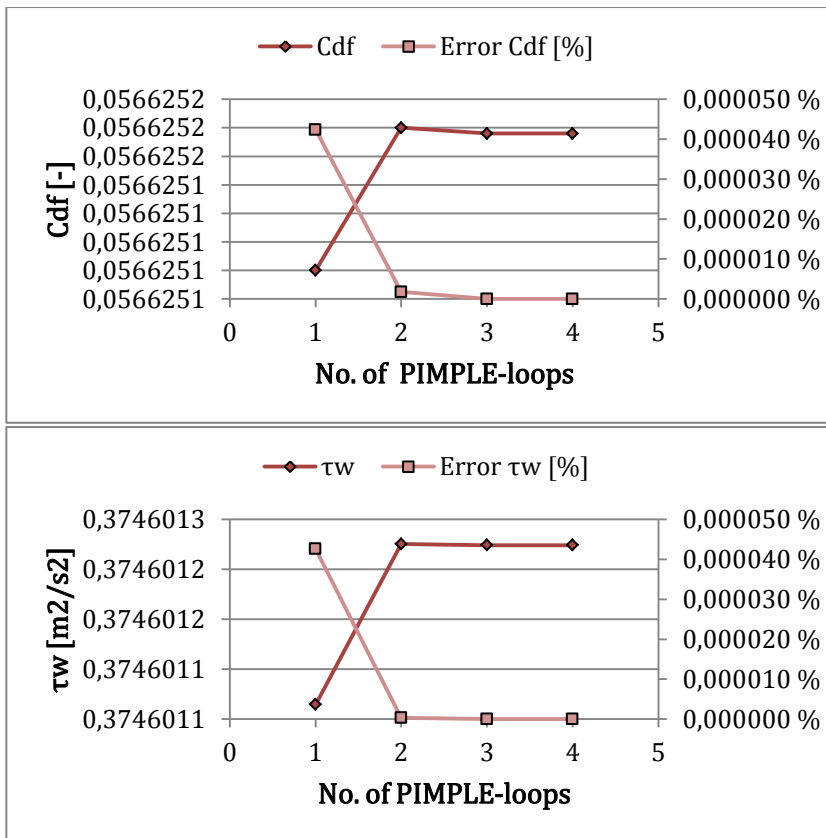 Cdf Error Cdf [%]
0,0566252 0,000050 %
0,0566252
0,0566252 0,000040 %
0,0566251 0,000030 %
0,0566251 0,000020 %
0,0566251
0,0566251 0,000010 %
0,0566251 0,000000 %
Cdf [-]
0 1 2 3 4 5
No. of PIMPLE-loops
τw Error τw [%]
0,3746013 0,000050 %
0,3746012 0,000040 %
0,3746012 0,000030 %
0,000020 %
0,3746011 0,000010 %
0,3746011 0,000000 %
τw [m2/s2]
0 1 2 3 4 5
No. of PIMPLE-loops